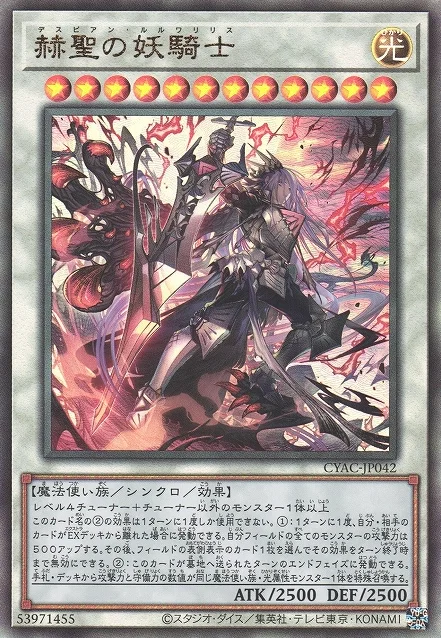 デスピアン・ルルワリリス
赫聖の妖騎士
ひかり
光
CYAC-JP042
【魔法使い族／シンクロ／効果】
レベル4チューナー＋チューナー以外のモンスター1体以上
このカード名の②の効果は1ターンに1度しか使用できない。①：1ターンに1度、自分・相手の
カードがEXデッキから離れた場合に発動できる。自分フィールドの全てのモンスターの攻撃力は
５００アップする。その後、フィールドの表側表示のカード1枚を選んでその効果をターン終了時
まで無効にできる。②：このカードが墓地へ送られたターンのエンドフェイズに発動できる。
手札・デッキから攻撃力と守備力の数値が同じ魔法使い族・光属性モンスター1体を特殊召喚する。
ATK/2500 DEF/2500
53971455
©スタジオ・ダイス／集英社・テレビ東京・KONAMI